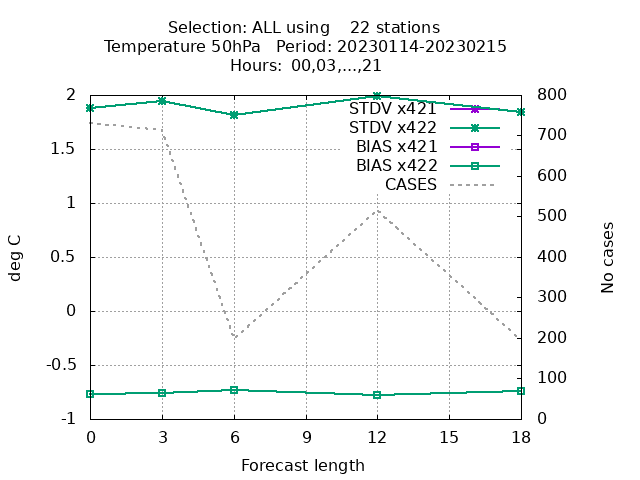 Selection: ALL using 22 stations
Temperature 50hPa Period: 20230114-20230215
Hours: 00,03,...,21
2
1.5
1
0.5
0
-0.5
-1
deg C
STDV x421
STDV x422
BIAS x421
BIAS x422
CASES
800
700
600
500
400
300
200
100
0
No cases
0 3 6 9 12 15 18
Forecast length